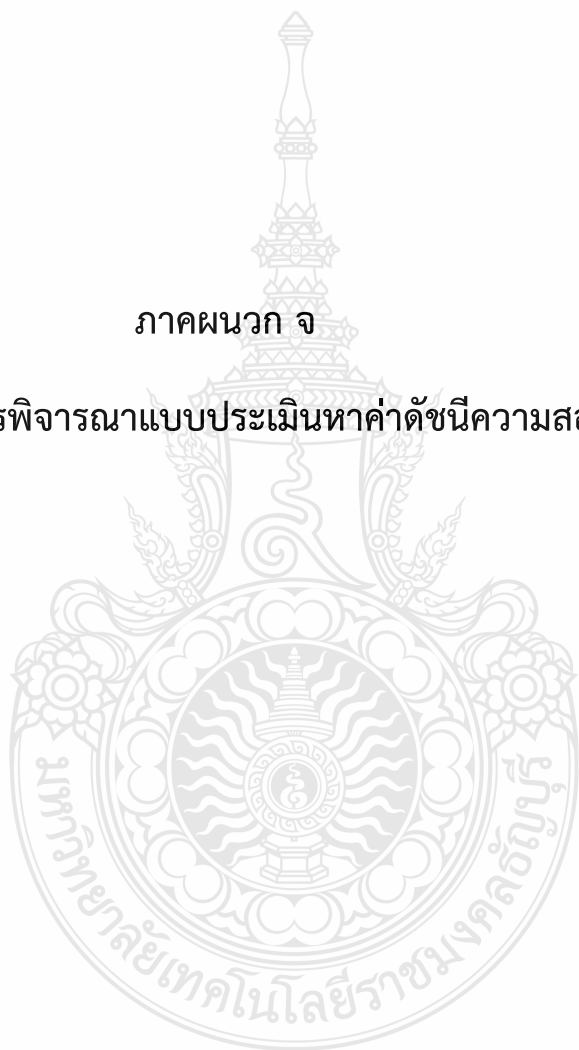 ภาคผนวก จ
รพิจารณาแบบประเมินหาค่าดัชนีความส
มหาวิทยาลัยเทคโนโลยีราชมงคลธัญบุรี